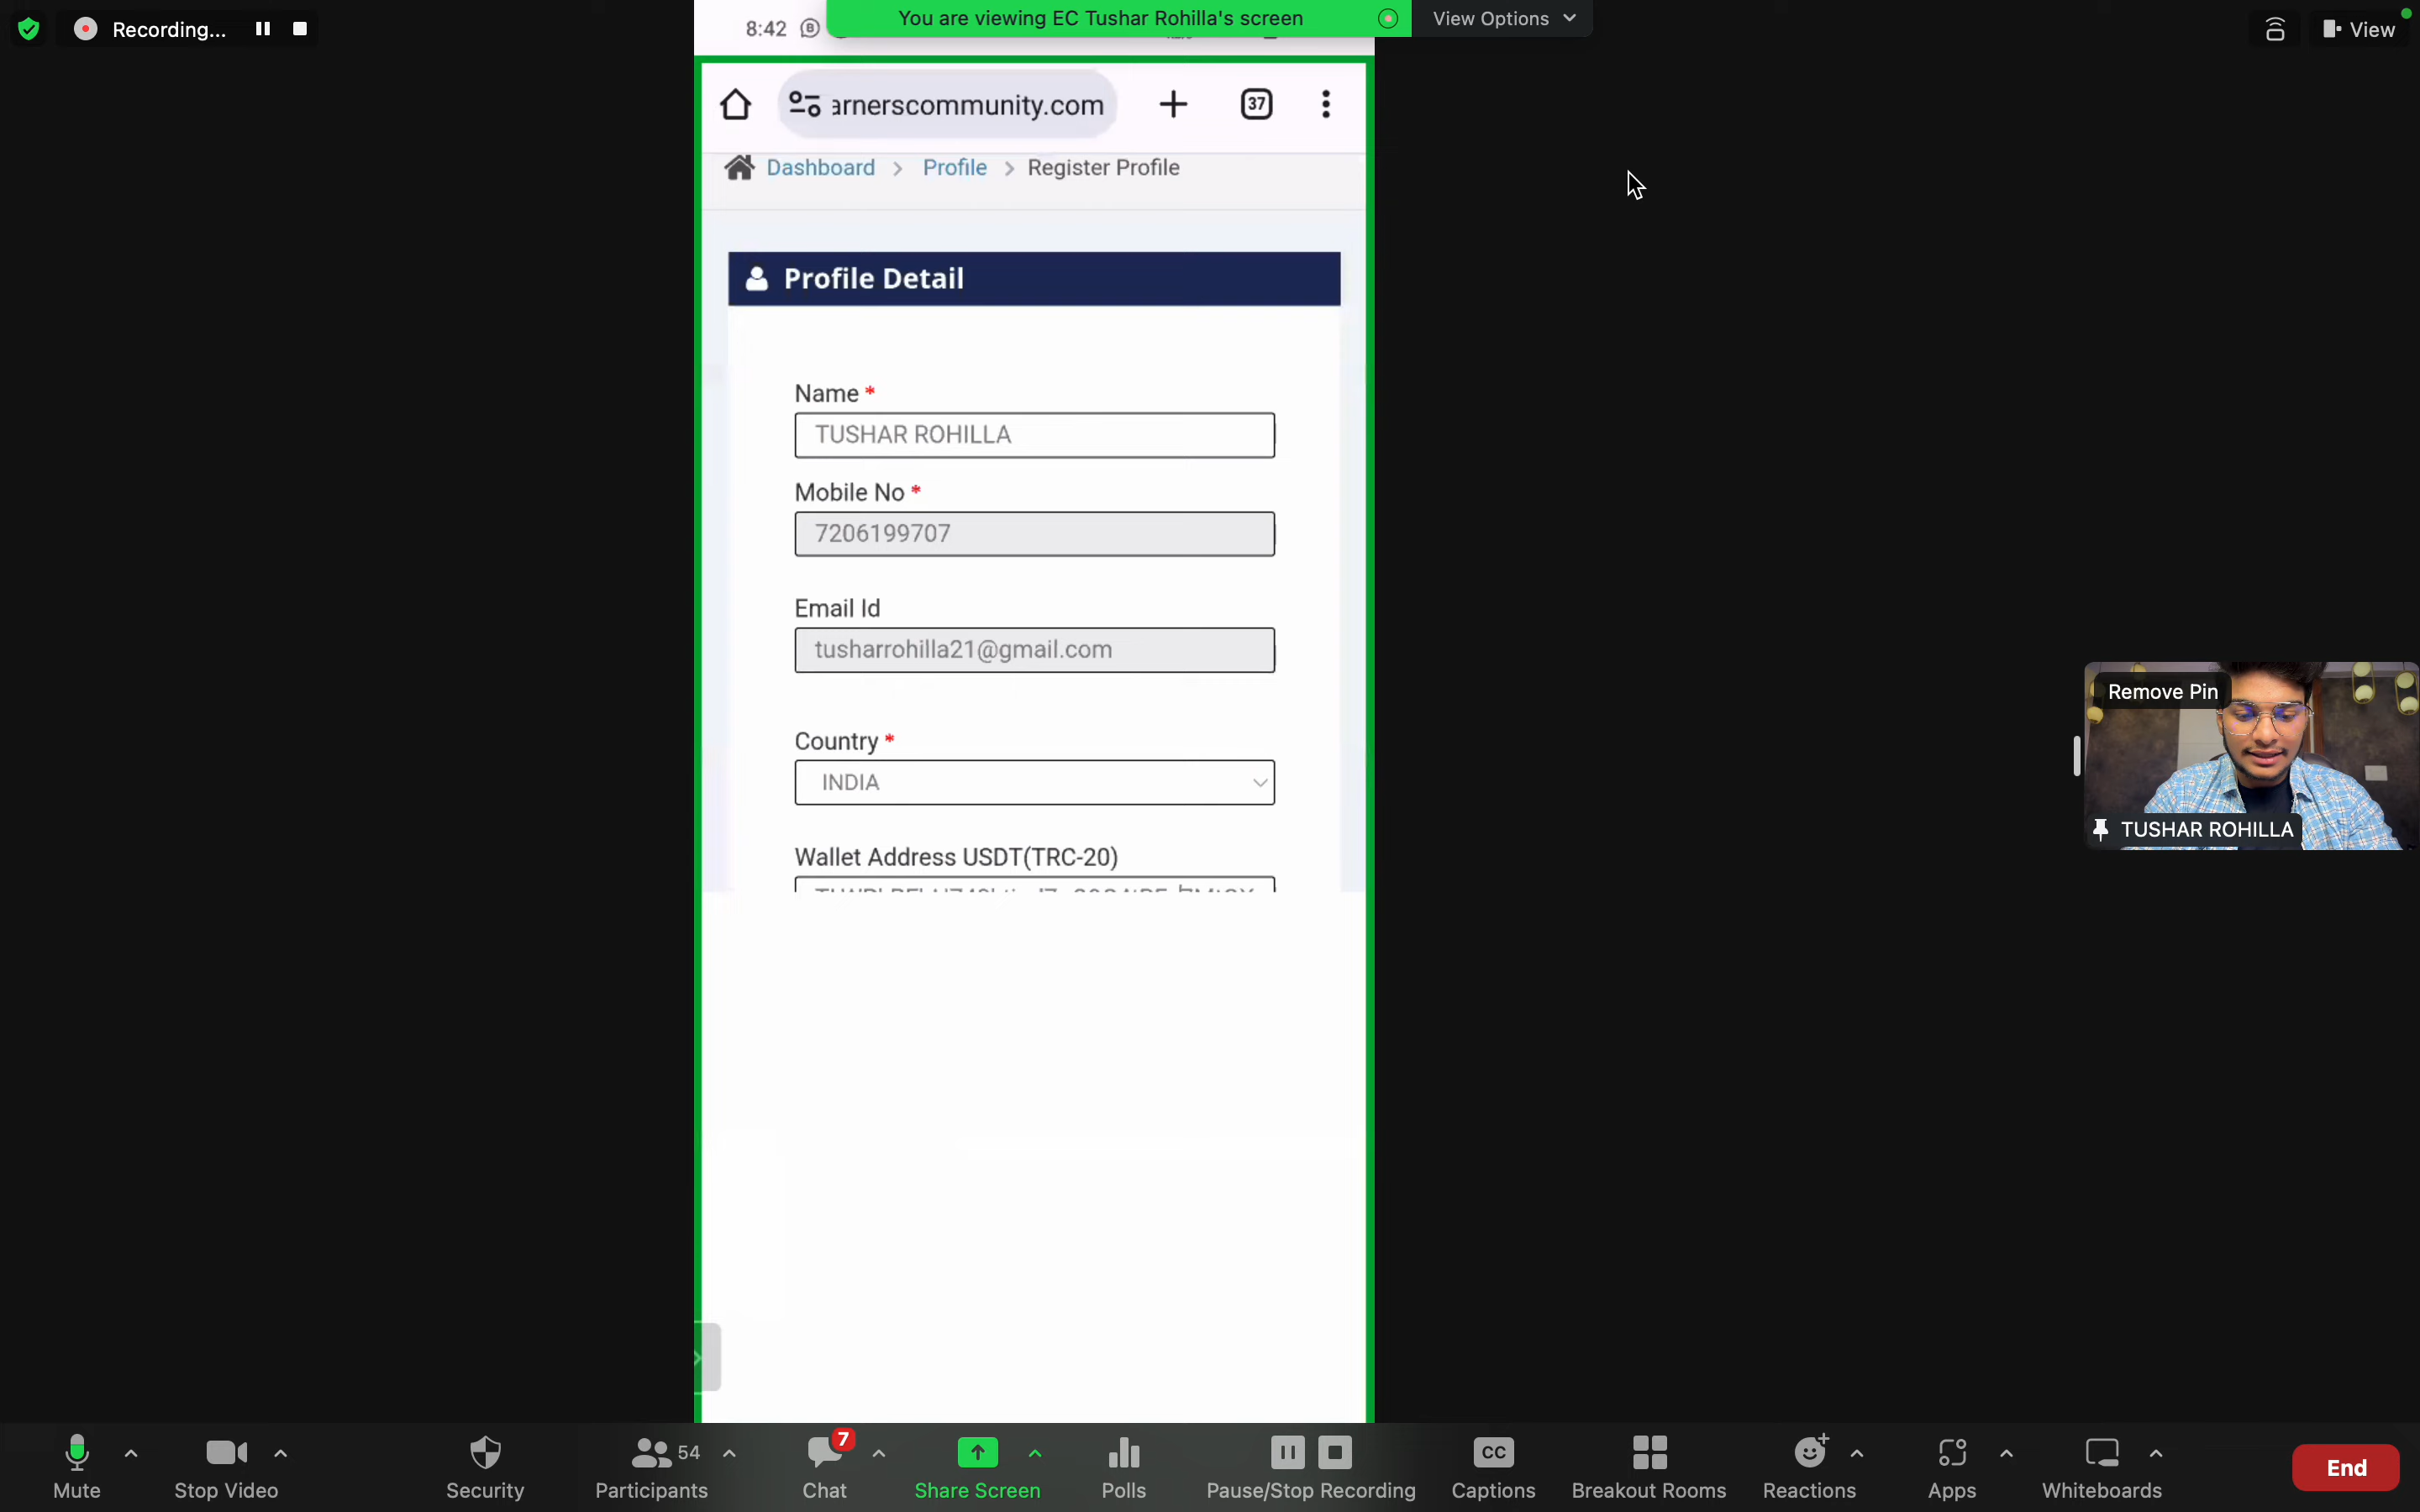 Recording...
8:42
You are viewing EC Tushar Rohilla's screen
View Options
View
arnerscommunity.com
37
Dashboard > Profile > Register Profile
Profile Detail
Name *
TUSHAR ROHILLA
Mobile No *
7206199707
Email Id
tusharrohilla21@gmail.com
Country *
INDIA
Wallet Address USDT(TRC-20)
Remove Pin
TUSHAR ROHILLA
Mute
Stop Video
Security
54
Participants
7
Chat
Share Screen
Polls
Pause/Stop Recording
CC
Captions
Breakout Rooms
Reactions
Apps
Whiteboards
End